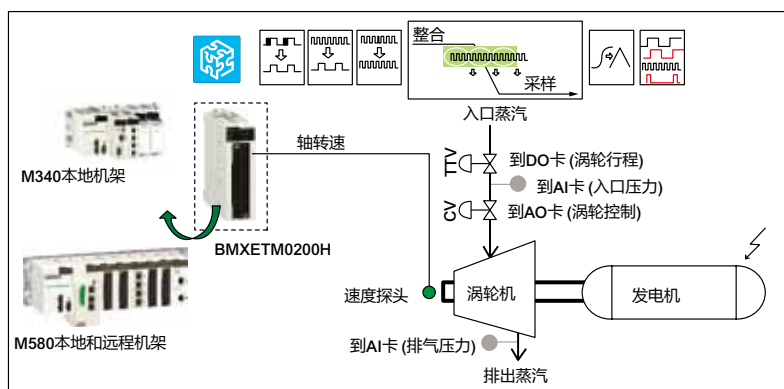 整合
采样
入口蒸汽
轴转速
TTV
到DO卡 (涡轮行程)
到AI卡 (入口压力)
M340本地机架
CV
到AO卡 (涡轮控制)
BMXETM0200H
速度探头
涡轮机
发电机
M580本地和远程机架
到AI卡 (排气压力)
排出蒸汽